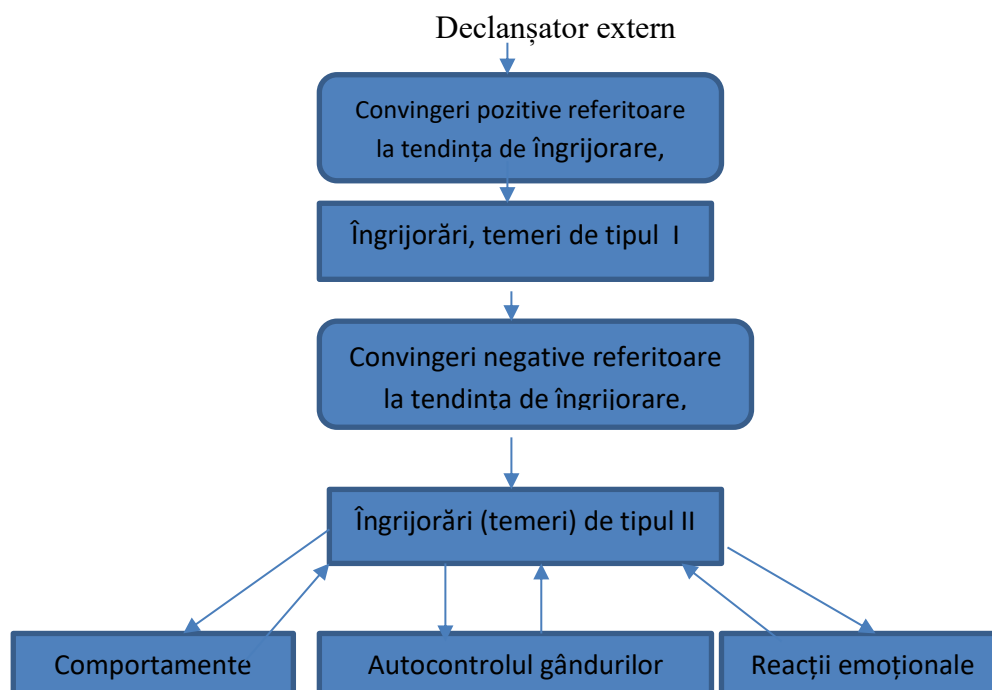 Declanșator extern
Convingeri pozitive referitoare
la tendința de îngrijorare,
Îngrijorări, temeri de tipul I
Convingeri negative referitoare
la tendința de îngrijorare,
Îngrijorări (temeri) de tipul II
Comportamente
Autocontrolul gândurilor
Reacții emoționale